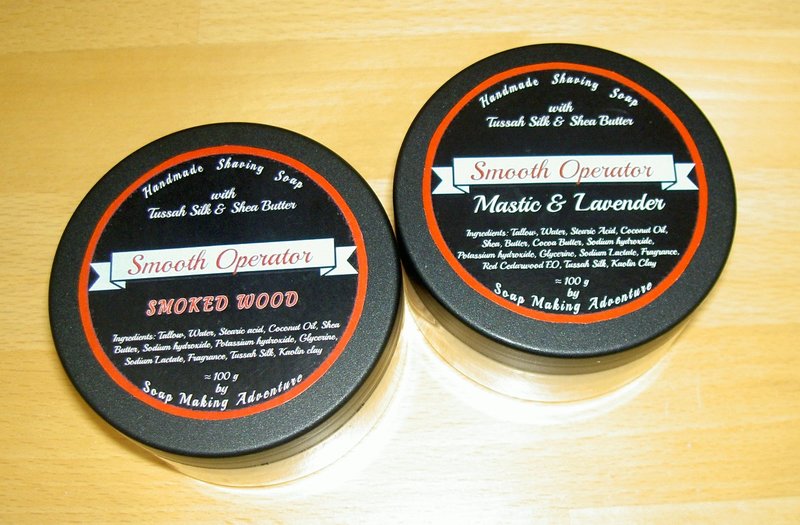 Handmade Shaving Soap
with
Tussah Silk & Shea Butter
Smooth Operator
SMOKED WOOD
Ingredients: Tallow, Water, Stearic acid, Coconut Oil, Shea
Butter, Sodium hydroxide, Potassium hydroxide, Glycerine,
Sodium Lactate, Fragrance, Tussah Silk, Kaolin clay
≈ 100 g
by
Soap Making Adventure
Handmade Shaving Soap
with
Tussah Silk & Shea Butter
Smooth Operator
Mastic & Lavender
Ingredients: Tallow, Water, Stearic Acid, Coconut Oil,
Shea, Butter, Cocoa Butter, Sodium hydroxide,
Potassium hydroxide, Glycerine, Sodium Lactate, Fragrance,
Red Cedarwood E.O, Tussah Silk, Kaolin Clay
≈ 100 g
by
Soap Making Adventure